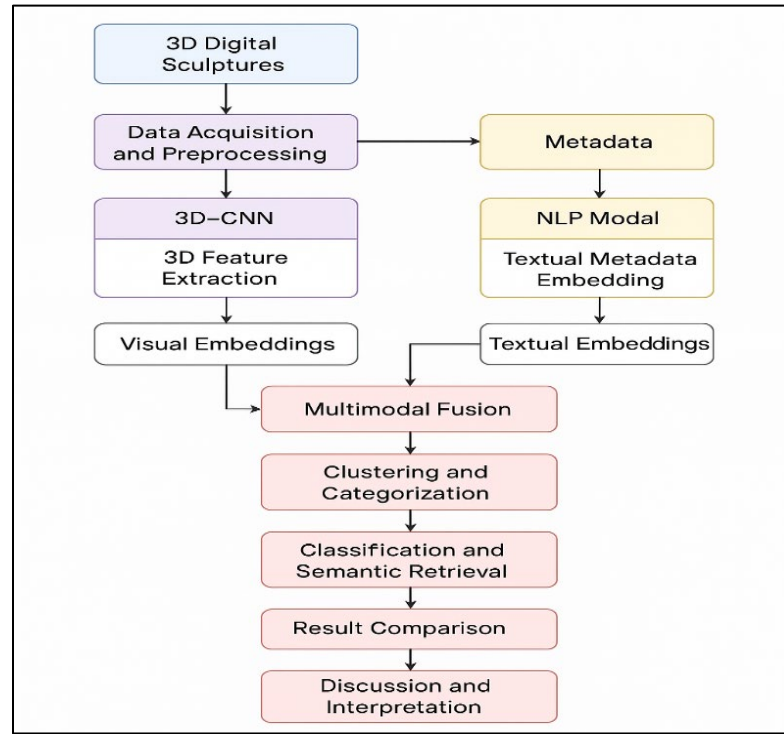 3D Digital
Sculptures
Data Acquisition
and Preprocessing
Metadata
3D–CNN
3D Feature
Extraction
NLP Modal
Textual Metadata
Embedding
Visual Embeddings
Textual Embeddings
Multimodal Fusion
Clustering and
Categorization
Classification and
Semantic Retrieval
Result Comparison
Discussion and
Interpretation